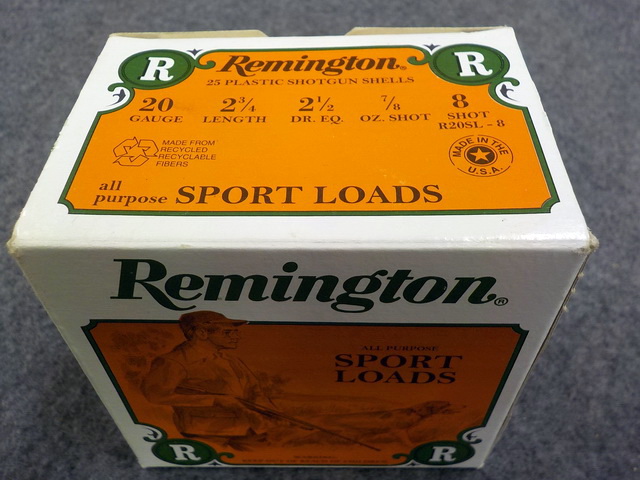 R Remington® R
25 PLASTIC SHOTGUN SHELLS
20 2¾ 2½ ⅞ 8
GAUGE LENGTH DR. EQ. OZ. SHOT SHOT
R20SL - 8
MADE FROM
RECYCLED
RECYCLABLE
FIBERS
MADE IN THE
U.S.A.
all
purpose SPORT LOADS
Remington®
ALL PURPOSE
SPORT
LOADS
R R